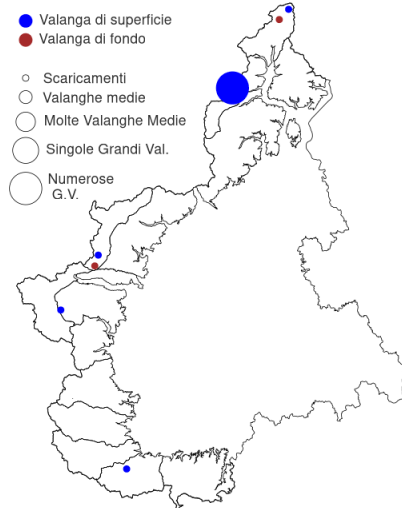 Valanga di superficie
Valanga di fondo
Scaricamenti
Valanghe medie
Molte Valanghe Medie
Singole Grandi Val.
Numerose
G.V.